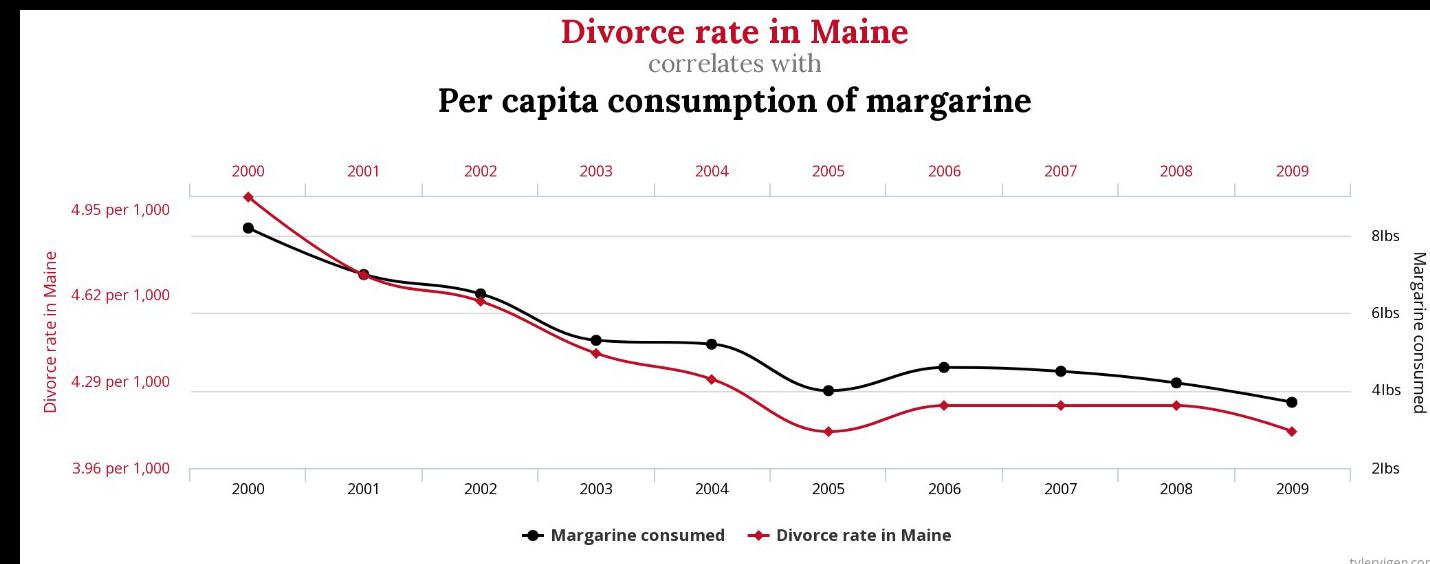 Divorce rate in Maine
correlates with
Per capita consumption of margarine
2000 2001 2002 2003 2004 2005 2006 2007 2008 2009
4.95 per 1,000
8lbs
4.62 per 1,000
6lbs
4.29 per 1,000
4lbs
3.96 per 1,000
2lbs
Divorce rate in Maine
Margarine consumed
2000 2001 2002 2003 2004 2005 2006 2007 2008 2009
Margarine consumed Divorce rate in Maine